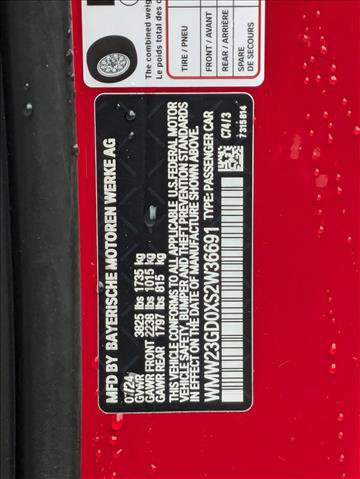 The combined weig
Le poids total des c
TIRE / PNEU
FRONT / AVANT
REAR / ARRIÈRE
SPARE
DE SECOURS
MFD BY BAYERISCHE MOTOREN WERKE AG
07/24
GVWR 3825 lbs 1735 kg
GAWR FRONT 2238 lbs 1015 kg
GAWR REAR 1797 lbs 815 kg
THIS VEHICLE CONFORMS TO ALL APPLICABLE U.S. FEDERAL MOTOR
VEHICLE SAFETY, BUMPER, AND THEFT PREVENTION STANDARDS
IN EFFECT ON THE DATE OF MANUFACTURE SHOWN ABOVE.
WMW23GD0XS2W36691 TYPE: PASSENGER CAR
C74/3
7315814